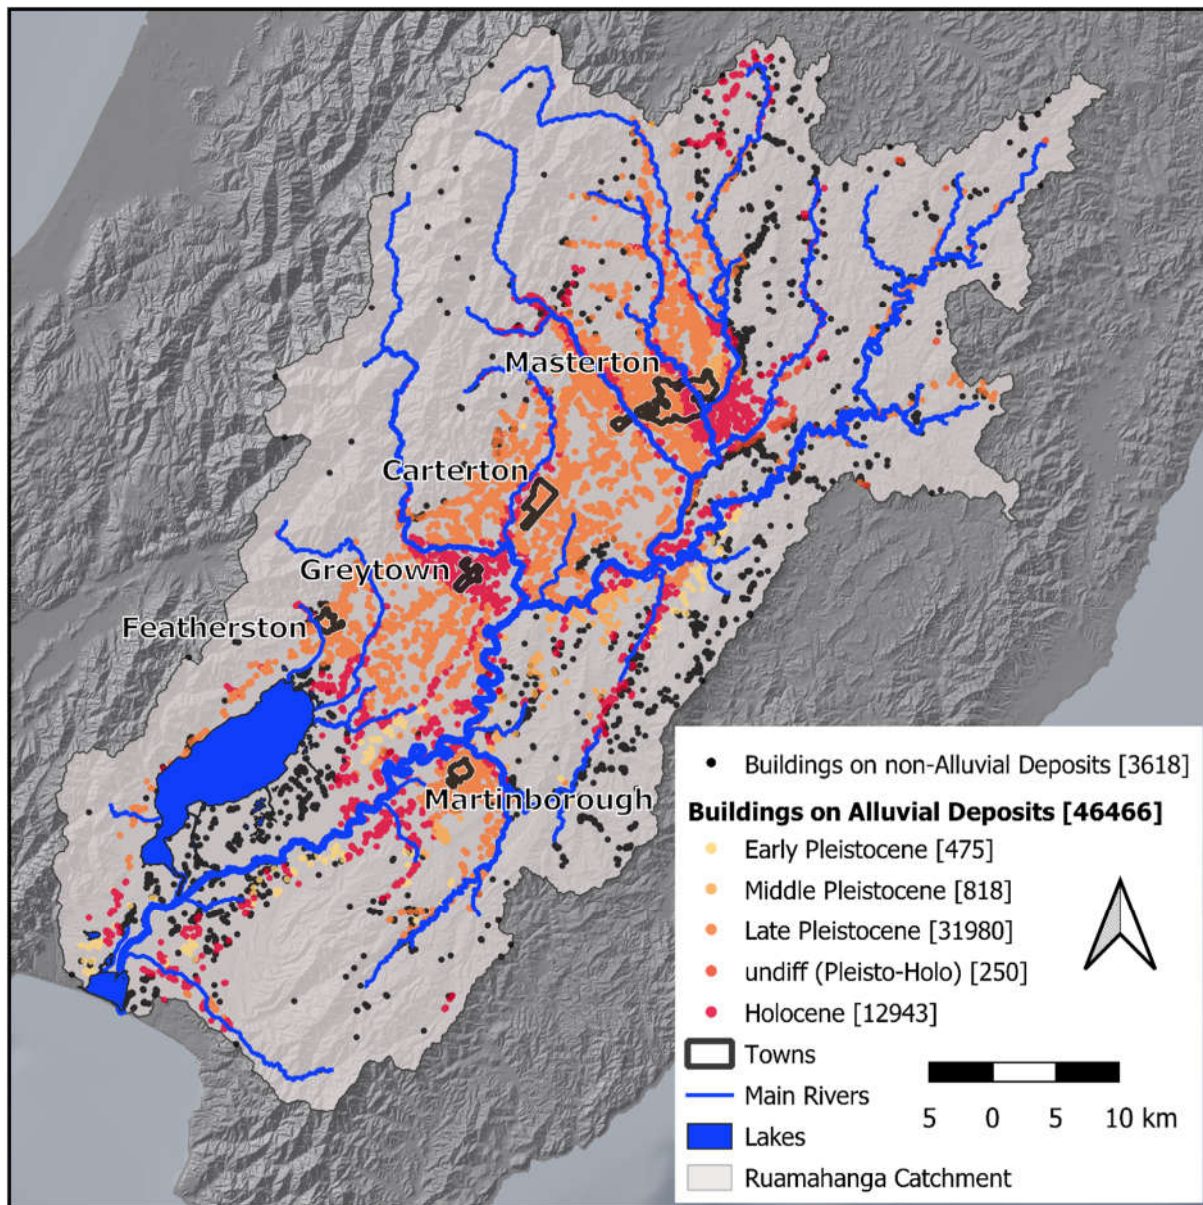 Masterton
Carterton
Greytown
Featherston
Martinborough
Buildings on non-Alluvial Deposits [3618]
Buildings on Alluvial Deposits [46466]
Early Pleistocene [475]
Middle Pleistocene [818]
Late Pleistocene [31980]
undiff (Pleisto-Holo) [250]
Holocene [12943]
Towns
Main Rivers
Lakes
Ruamahanga Catchment
5 0 5 10 km